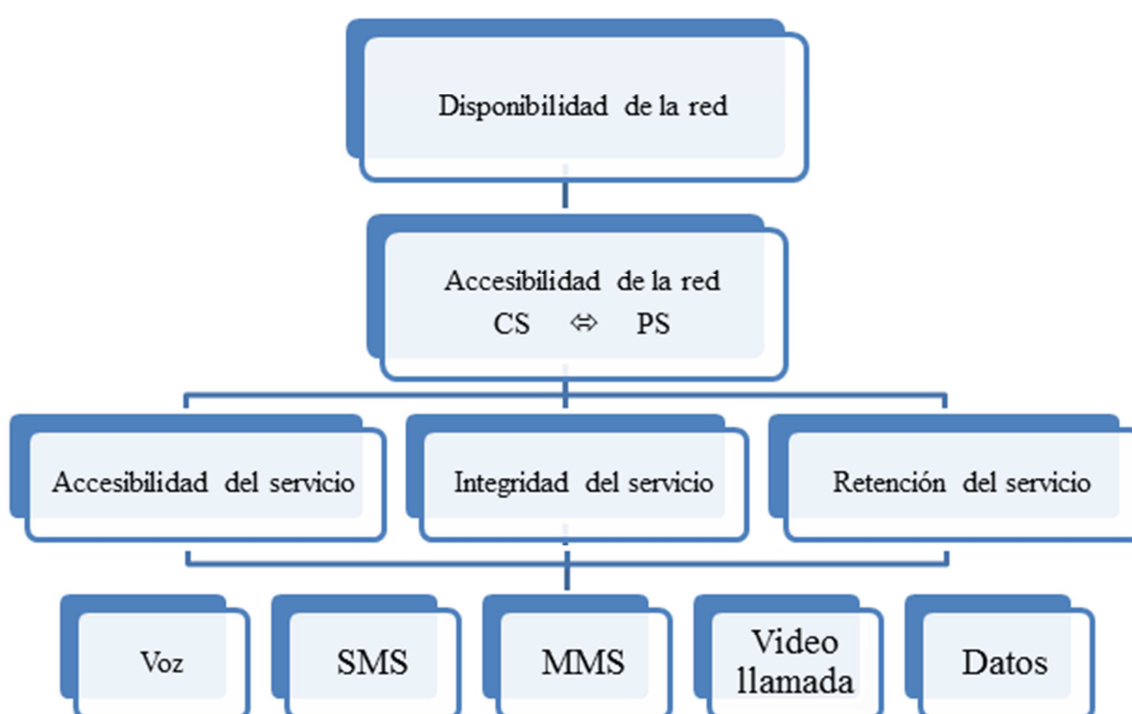 Disponibilidad de la red
Accesibilidad de la red
CS ⇔ PS
Accesibilidad del servicio
Integridad del servicio
Retención del servicio
Voz
SMS
MMS
Video
llamada
Datos